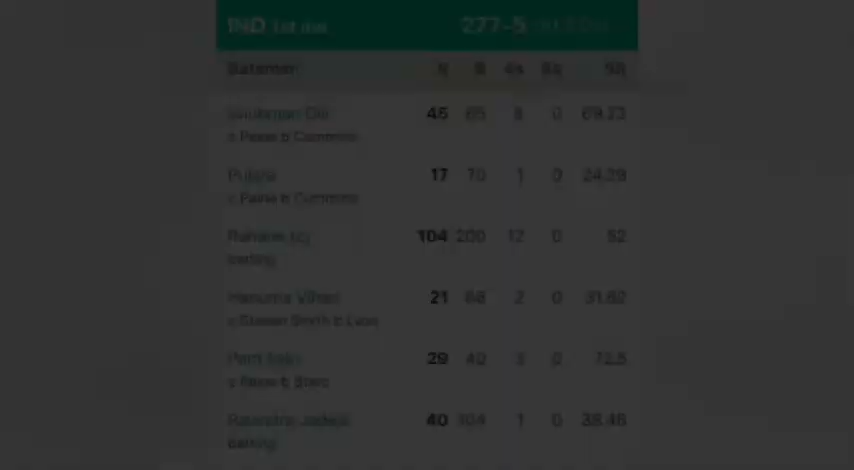 IND 1st inn 277-5
Batsmen R B 4s 6s SR
Shubman Gill 45 65 8 0 69.23
c Paine b Cummins
Pujara 17 70 1 0 24.29
c Paine b Cummins
Rahane (c) 104 200 12 0 52
batting
Hanuma Vihari 21 66 2 0
c Steven Smith b Lyon
Pant (wk) 29 40 3 0 72.5
c Paine b Starc
Ravindra Jadeja 40 104 1 0 38.46
batting